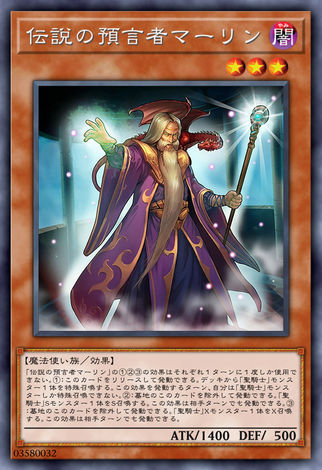 伝説の預言者マーリン
闇
やみ
【魔法使い族／効果】
「伝説の預言者マーリン」の①②③の効果はそれぞれ１ターンに１度しか使用で
きない。①：このカードをリリースして発動できる。デッキから「聖騎士」モンス
ター１体を特殊召喚する。この効果を発動するターン、自分は「聖騎士」モンスタ
ーしか特殊召喚できない。②：墓地のこのカードを除外して発動できる。「聖騎
士」SモンスターＳ１体をS召喚する。この効果は相手ターンでも発動できる。③
：墓地のこのカードを除外して発動できる。「聖騎士」Xモンスター１体をX召喚
する。この効果は相手ターンでも発動できる。
ATK/1400 DEF/ 500
03580032